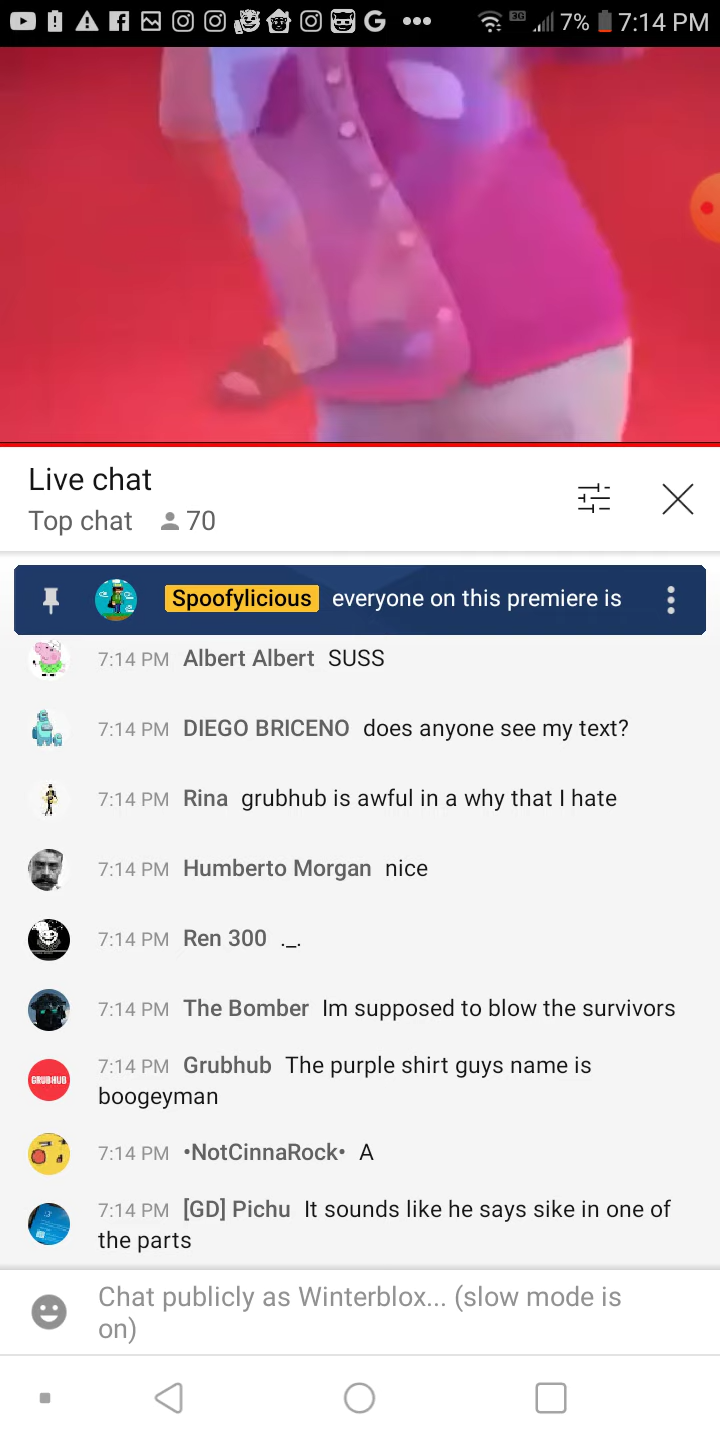 3G 7% 7:14 PM
Live chat
Top chat 70
Spoofylicious everyone on this premiere is
7:14 PM Albert Albert SUSS
7:14 PM DIEGO BRICENO does anyone see my text?
7:14 PM Rina grubhub is awful in a why that I hate
7:14 PM Humberto Morgan nice
7:14 PM Ren 300 ._.
7:14 PM The Bomber Im supposed to blow the survivors
GRUBHUB 7:14 PM Grubhub The purple shirt guys name is
boogeyman
7:14 PM •NotCinnaRock• A
7:14 PM [GD] Pichu It sounds like he says sike in one of
the parts
Chat publicly as Winterblox... (slow mode is
on)